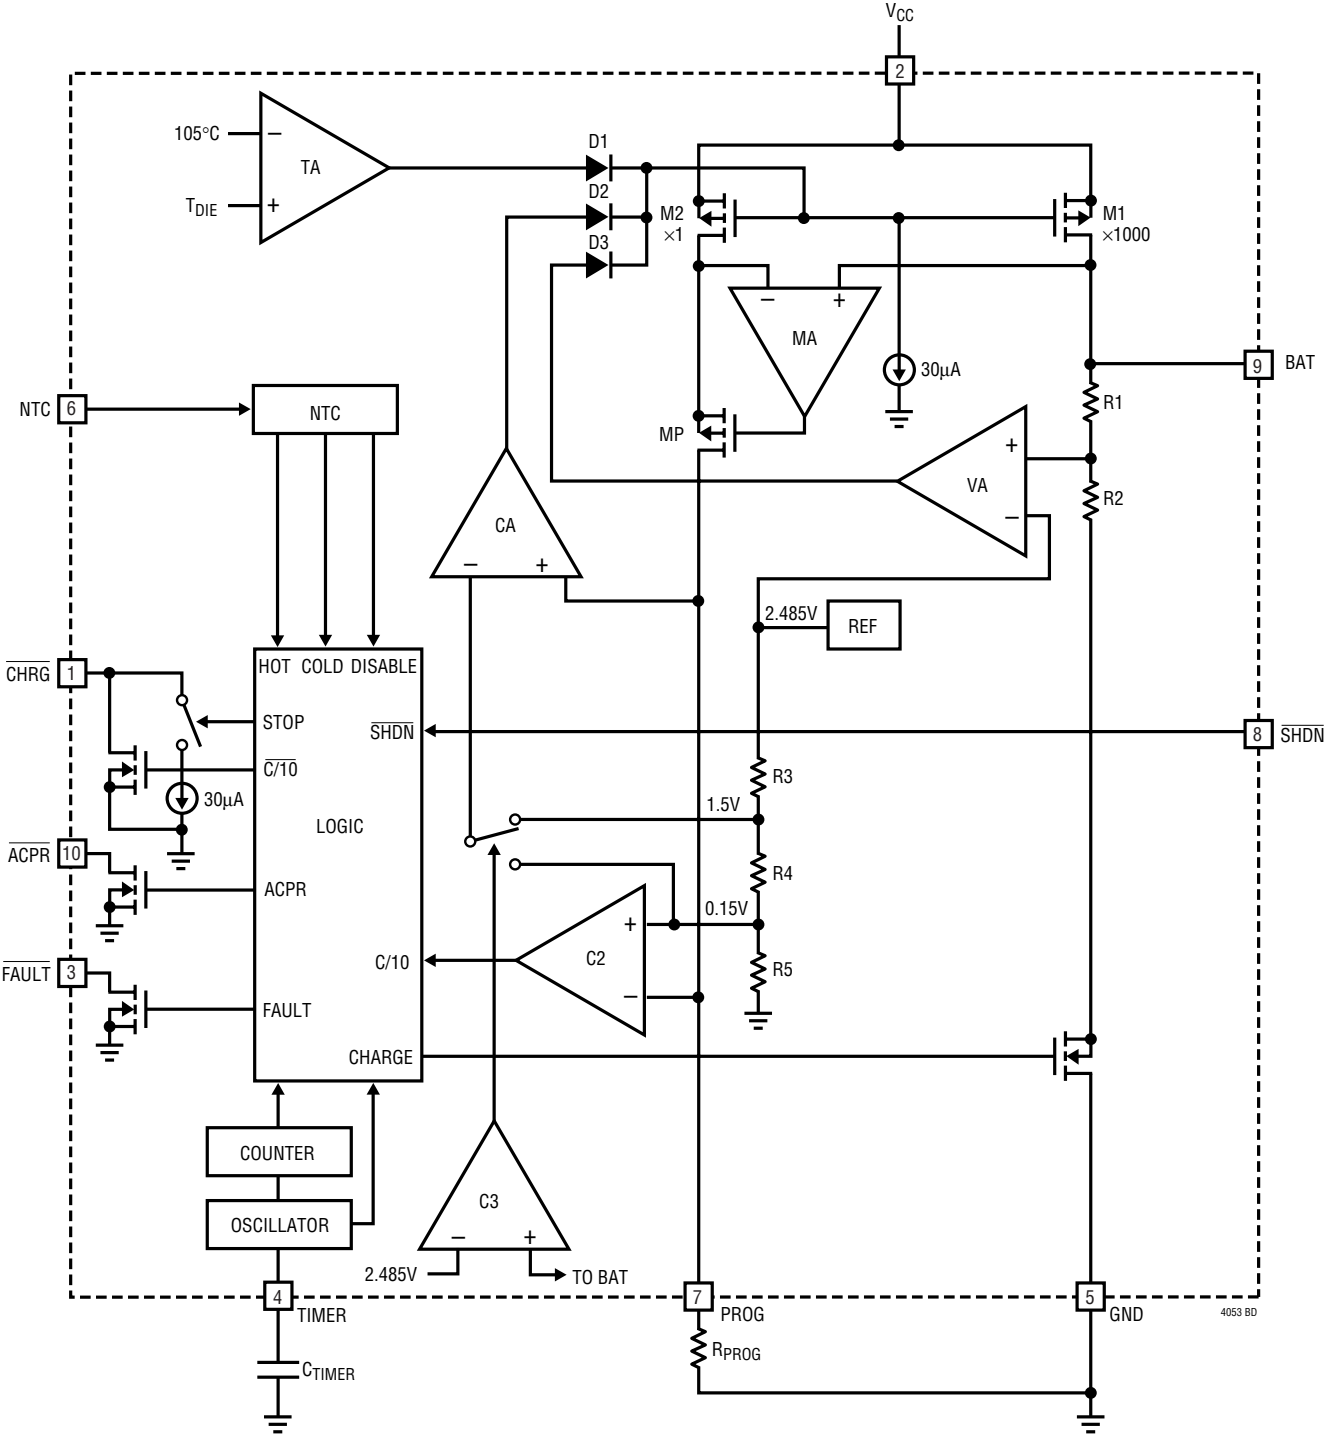 VCC
2
105°C
TDIE
−
+
TA
D1
D2
D3
M2
×1
M1
×1000
−
+
MA
30µA
9
BAT
R1
NTC
6
NTC
MP
+
−
VA
R2
CA
−
+
2.485V
REF
CHRG
1
HOT
COLD
DISABLE
STOP
SHDN
8
SHDN
C/10
30µA
LOGIC
R3
1.5V
ACPR
10
ACPR
R4
0.15V
+
−
C2
C/10
R5
FAULT
3
FAULT
CHARGE
COUNTER
OSCILLATOR
C3
−
+
2.485V
TO BAT
4
TIMER
7
PROG
5
GND
4053 BD
RPROG
CTIMER